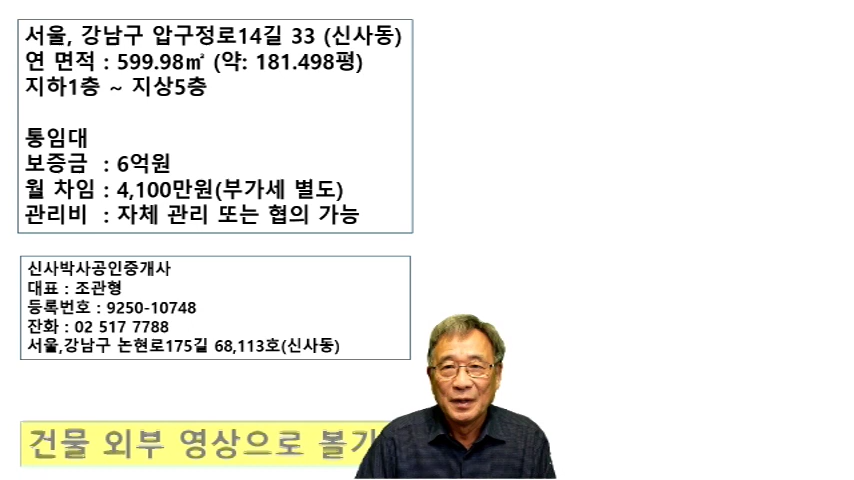 서울, 강남구 압구정로14길 33 (신사동)
연 면적 : 599.98㎡ (약: 181.498평)
지하1층 ~ 지상5층
통임대
보증금 : 6억원
월 차임 : 4,100만원(부가세 별도)
관리비 : 자체 관리 또는 협의 가능
신사박사공인중개사
대표 : 조관형
등록번호 : 9250-10748
잔화 : 02 517 7788
서울,강남구 논현로175길 68,113호(신사동)
건물 외부 영상으로